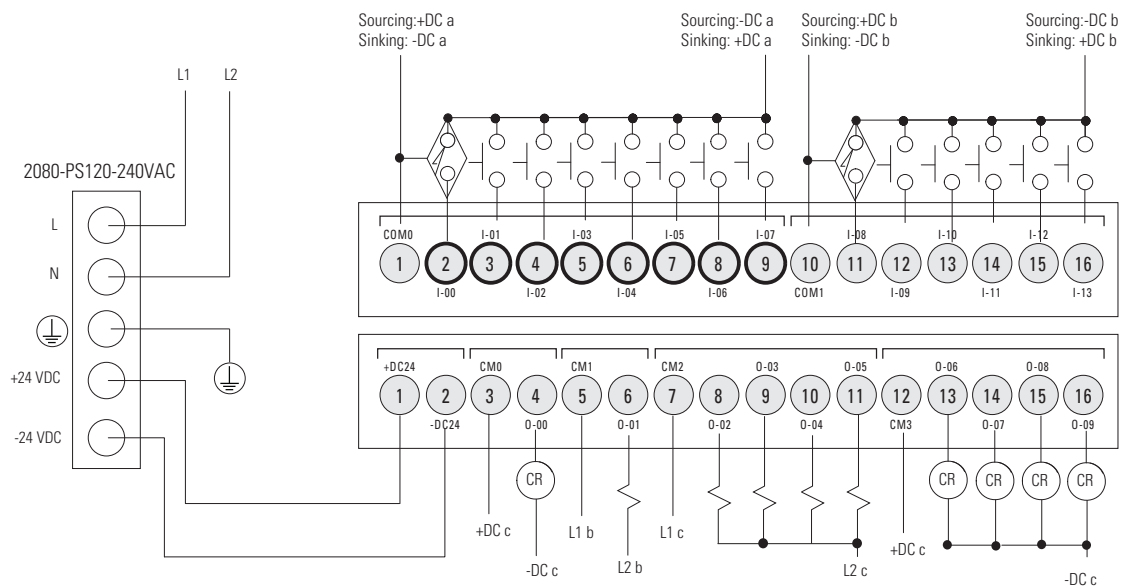 Sourcing:+DC a
Sinking: -DC a
Sourcing:-DC a
Sinking: +DC a
Sourcing:+DC b
Sinking: -DC b
Sourcing:-DC b
Sinking: +DC b
L1 L2
2080-PS120-240VAC
L
N
+24 VDC
-24 VDC
COM0 I-01 I-03 I-05 I-07 I-08 I-10 I-12
1 2 3 4 5 6 7 8 9 10 11 12 13 14 15 16
I-00 I-02 I-04 I-06 COM1 I-09 I-11 I-13
+DC24 CM0 CM1 CM2 O-03 O-05 O-06 O-08
1 2 3 4 5 6 7 8 9 10 11 12 13 14 15 16
-DC24 O-00 O-01 O-02 O-04 CM3 O-07 O-09
CR CR CR CR CR
+DC c L1 b L1 c +DC c
-DC c L2 b L2 c -DC c